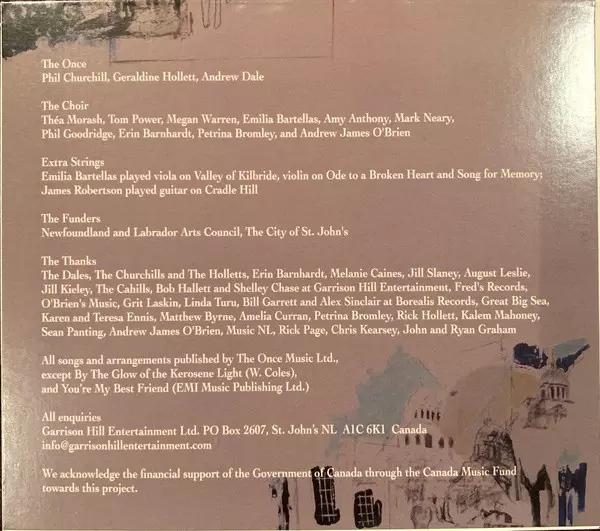 The Once
Phil Churchill, Geraldine Hollett, Andrew Dale
The Choir
Théa Morash, Tom Power, Megan Warren, Emilia Bartellas, Amy Anthony, Mark Neary,
Phil Goodridge, Erin Barnhardt, Petrina Bromley, and Andrew James O'Brien
Extra Strings
Emilia Bartellas played viola on Valley of Kilbride, violin on Ode to a Broken Heart and Song for Memory;
James Robertson played guitar on Cradle Hill
The Funders
Newfoundland and Labrador Arts Council, The City of St. John's
The Thanks
The Dales, The Churchills and The Holletts, Erin Barnhardt, Melanie Caines, Jill Slaney, August Leslie,
Jill Kieley, The Cahills, Bob Hallett and Shelley Chase at Garrison Hill Entertainment, Fred's Records,
O'Brien's Music, Grit Laskin, Linda Turu, Bill Garrett and Alex Sinclair at Borealis Records, Great Big Sea,
Karen and Teresa Ennis, Matthew Byrne, Amelia Curran, Petrina Bromley, Rick Hollett, Kalem Mahoney,
Sean Panting, Andrew James O'Brien, Music NL, Rick Page, Chris Kearsey, John and Ryan Graham
All songs and arrangements published by The Once Music Ltd.,
except By The Glow of the Kerosene Light (W. Coles),
and You're My Best Friend (EMI Music Publishing Ltd.)
All enquiries
Garrison Hill Entertainment Ltd. PO Box 2607, St. John's NL A1C 6K1 Canada
info@garrisonhillentertainment.com
We acknowledge the financial support of the Government of Canada through the Canada Music Fund
towards this project.